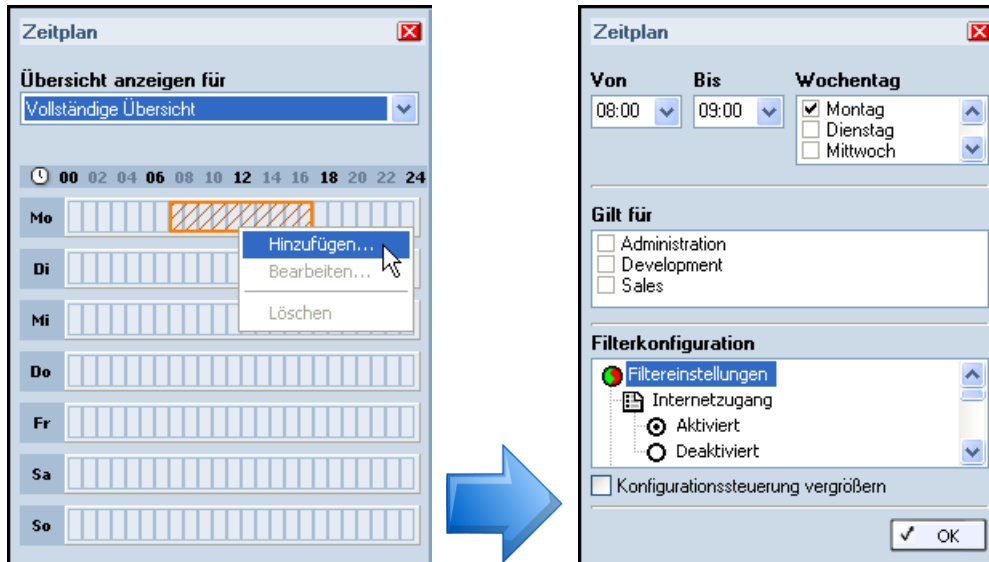 Zeitplan
Übersicht anzeigen für
Vollständige Übersicht
00 02 04 06 08 10 12 14 16 18 20 22 24
Mo
Hinzufügen...
Bearbeiten...
Löschen
Di
Mi
Do
Fr
Sa
So
Zeitplan
Von Bis Wochentag
08:00 09:00 Montag
Dienstag
Mittwoch
Gilt für
Administration
Development
Sales
Filterkonfiguration
Filtereinstellungen
Internetzugang
Aktiviert
Deaktiviert
Konfigurationssteuerung vergrößern
OK